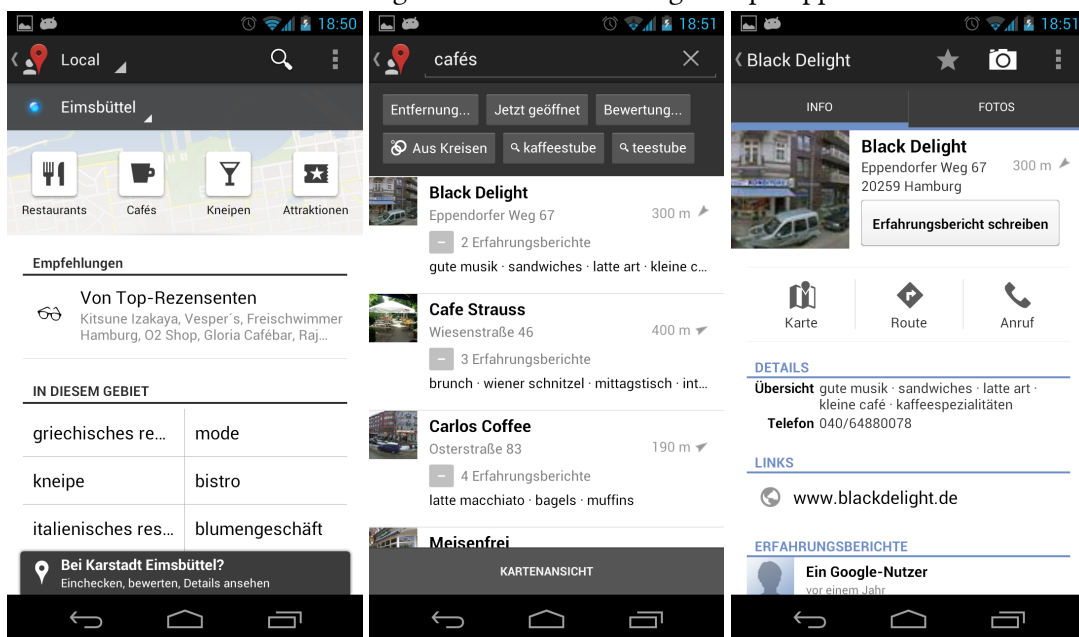 18:50
Local
Eimsbüttel
Restaurants
Cafés
Kneipen
Attraktionen
Empfehlungen
Von Top-Rezensenten
Kitsune Izakaya, Vesper´s, Freischwimmer
Hamburg, O2 Shop, Gloria Cafébar, Raj...
IN DIESEM GEBIET
griechisches re...
mode
kneipe
bistro
italienisches res...
blumengeschäft
Bei Karstadt Eimsbüttel?
Einchecken, bewerten, Details ansehen
18:51
cafés
Entfernung...
Jetzt geöffnet
Bewertung...
Aus Kreisen
kaffeestube
teestube
Black Delight
Eppendorfer Weg 67
300 m
2 Erfahrungsberichte
gute musik · sandwiches · latte art · kleine c...
Cafe Strauss
Wiesenstraße 46
400 m
3 Erfahrungsberichte
brunch · wiener schnitzel · mittagstisch · int...
Carlos Coffee
Osterstraße 83
190 m
4 Erfahrungsberichte
latte macchiato · bagels · muffins
Meisenfrei
KARTENANSICHT
18:51
Black Delight
INFO
FOTOS
Black Delight
Eppendorfer Weg 67
20259 Hamburg
300 m
Erfahrungsbericht schreiben
Karte
Route
Anruf
DETAILS
Übersicht gute musik · sandwiches · latte art ·
kleine café · kaffeespezialitäten
Telefon 040/64880078
LINKS
www.blackdelight.de
ERFAHRUNGSBERICHTE
Ein Google-Nutzer
vor einem Jahr